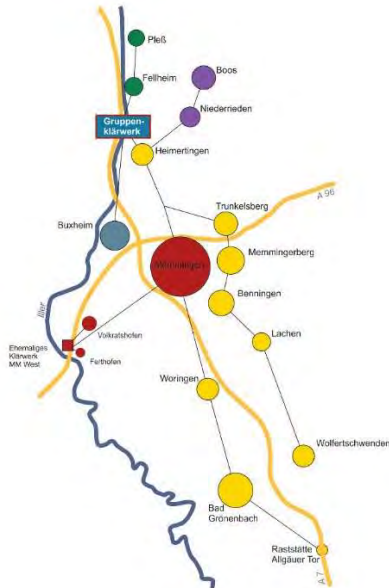 Pleß
Fellheim
Boos
Niederrieden
Gruppen-
klärwerk
Heimertingen
A 96
Trunkelsberg
Buxheim
Memmingerberg
Memmingen
Benningen
Iller
Volkratshofen
Lachen
Ehemaliges
Klärwerk
MM West
Ferthofen
Woringen
Wolfertschwenden
Bad
Grönenbach
Raststätte
Allgäuer Tor
A 7